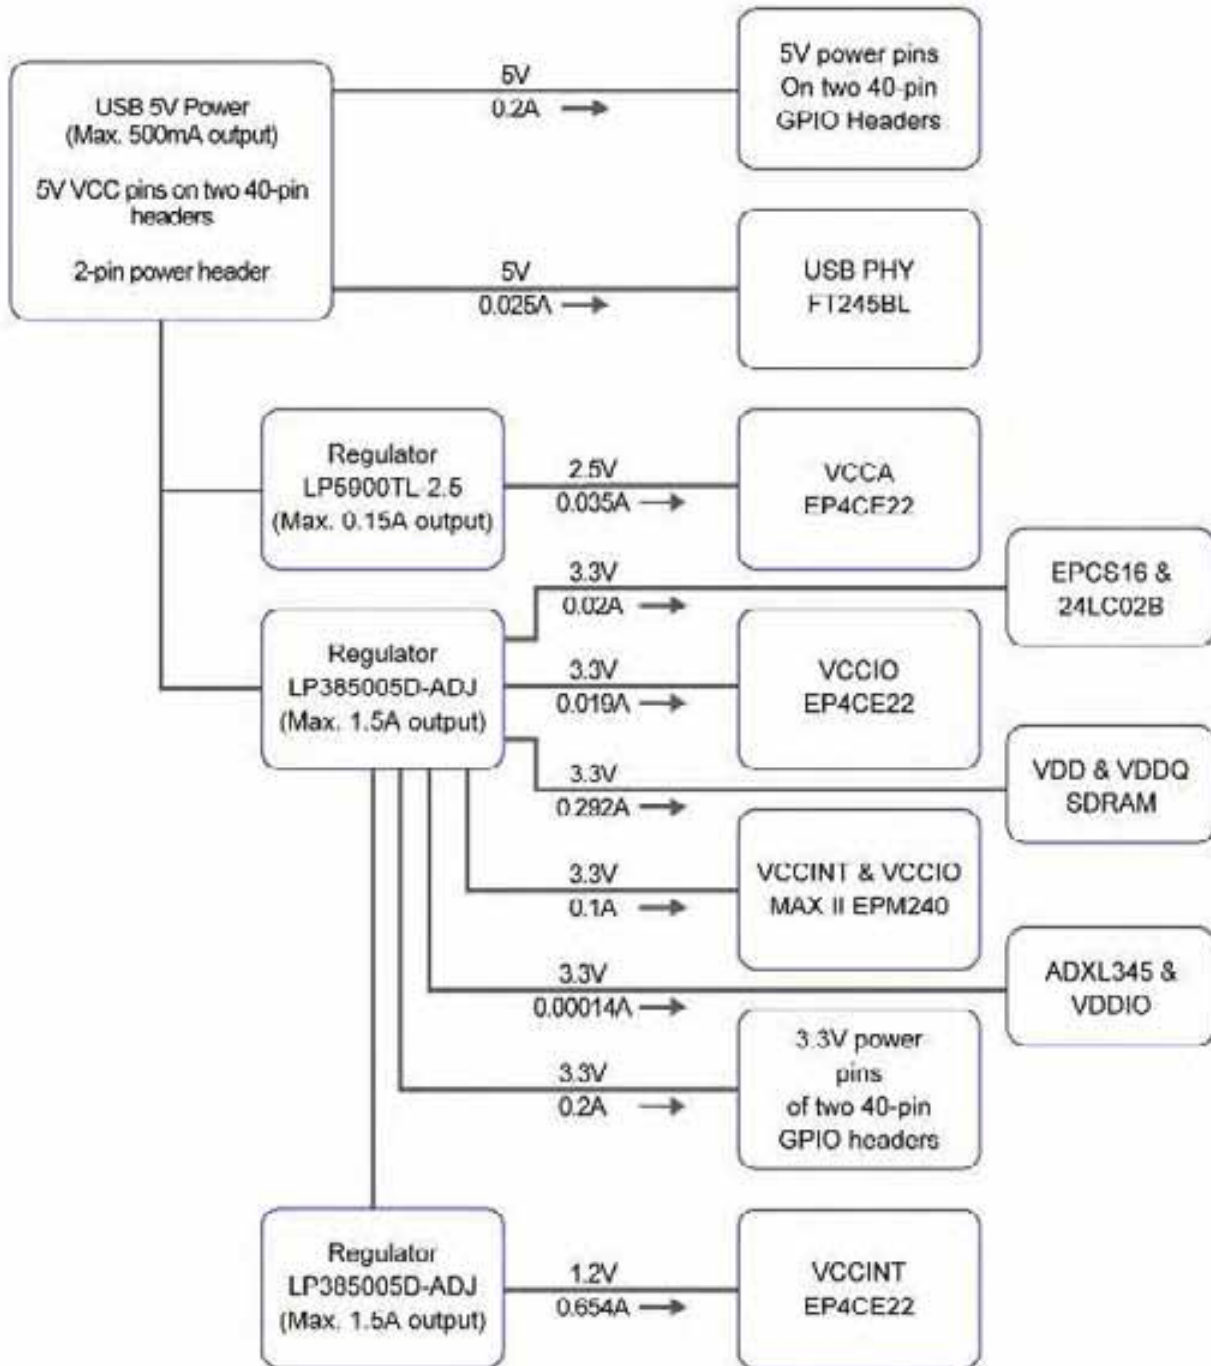 USB 5V Power
(Max. 500mA output)
5V VCC pins on two 40-pin
headers
2-pin power header
5V
0.2A
5V power pins
On two 40-pin
GPIO Headers
5V
0.025A
USB PHY
FT245BL
Regulator
LP5900TL 2.5
(Max. 0.15A output)
2.5V
0.035A
VCCA
EP4CE22
3.3V
0.02A
EPCS16 &
24LC02B
Regulator
LP385005D-ADJ
(Max. 1.5A output)
3.3V
0.019A
VCCIO
EP4CE22
3.3V
0.292A
VDD & VDDQ
SDRAM
3.3V
0.1A
VCCINT & VCCIO
MAX II EPM240
3.3V
0.00014A
ADXL345 &
VDDIO
3.3V
0.2A
3.3V power
pins
of two 40-pin
GPIO headers
Regulator
LP385005D-ADJ
(Max. 1.5A output)
1.2V
0.654A
VCCINT
EP4CE22